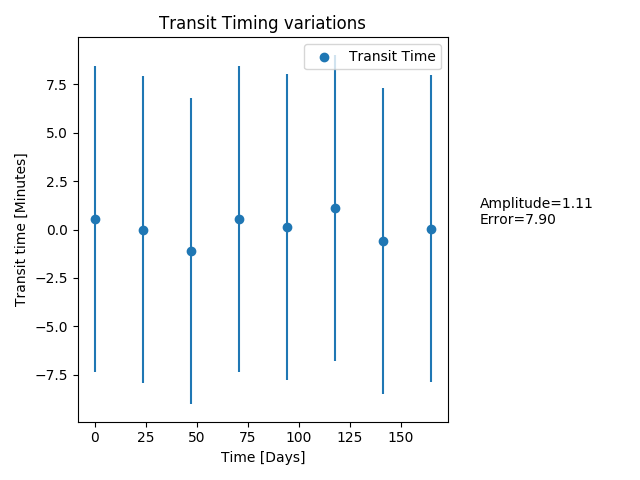 Transit Timing variations
Transit Time
7.5
5.0
2.5
0.0
−2.5
−5.0
−7.5
Transit time [Minutes]
Amplitude=1.11
Error=7.90
0 25 50 75 100 125 150
Time [Days]